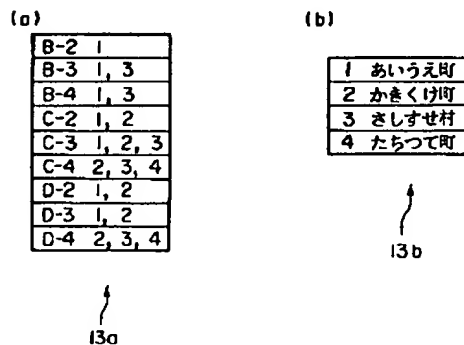 (a)
B-2 1
B-3 1, 3
B-4 1, 3
C-2 1, 2
C-3 1, 2, 3
C-4 2, 3, 4
D-2 1, 2
D-3 1, 2
D-4 2, 3, 4
13a
(b)
1 あいうえ町
2 かきくけ町
3 さしすせ村
4 たちつて町
13b